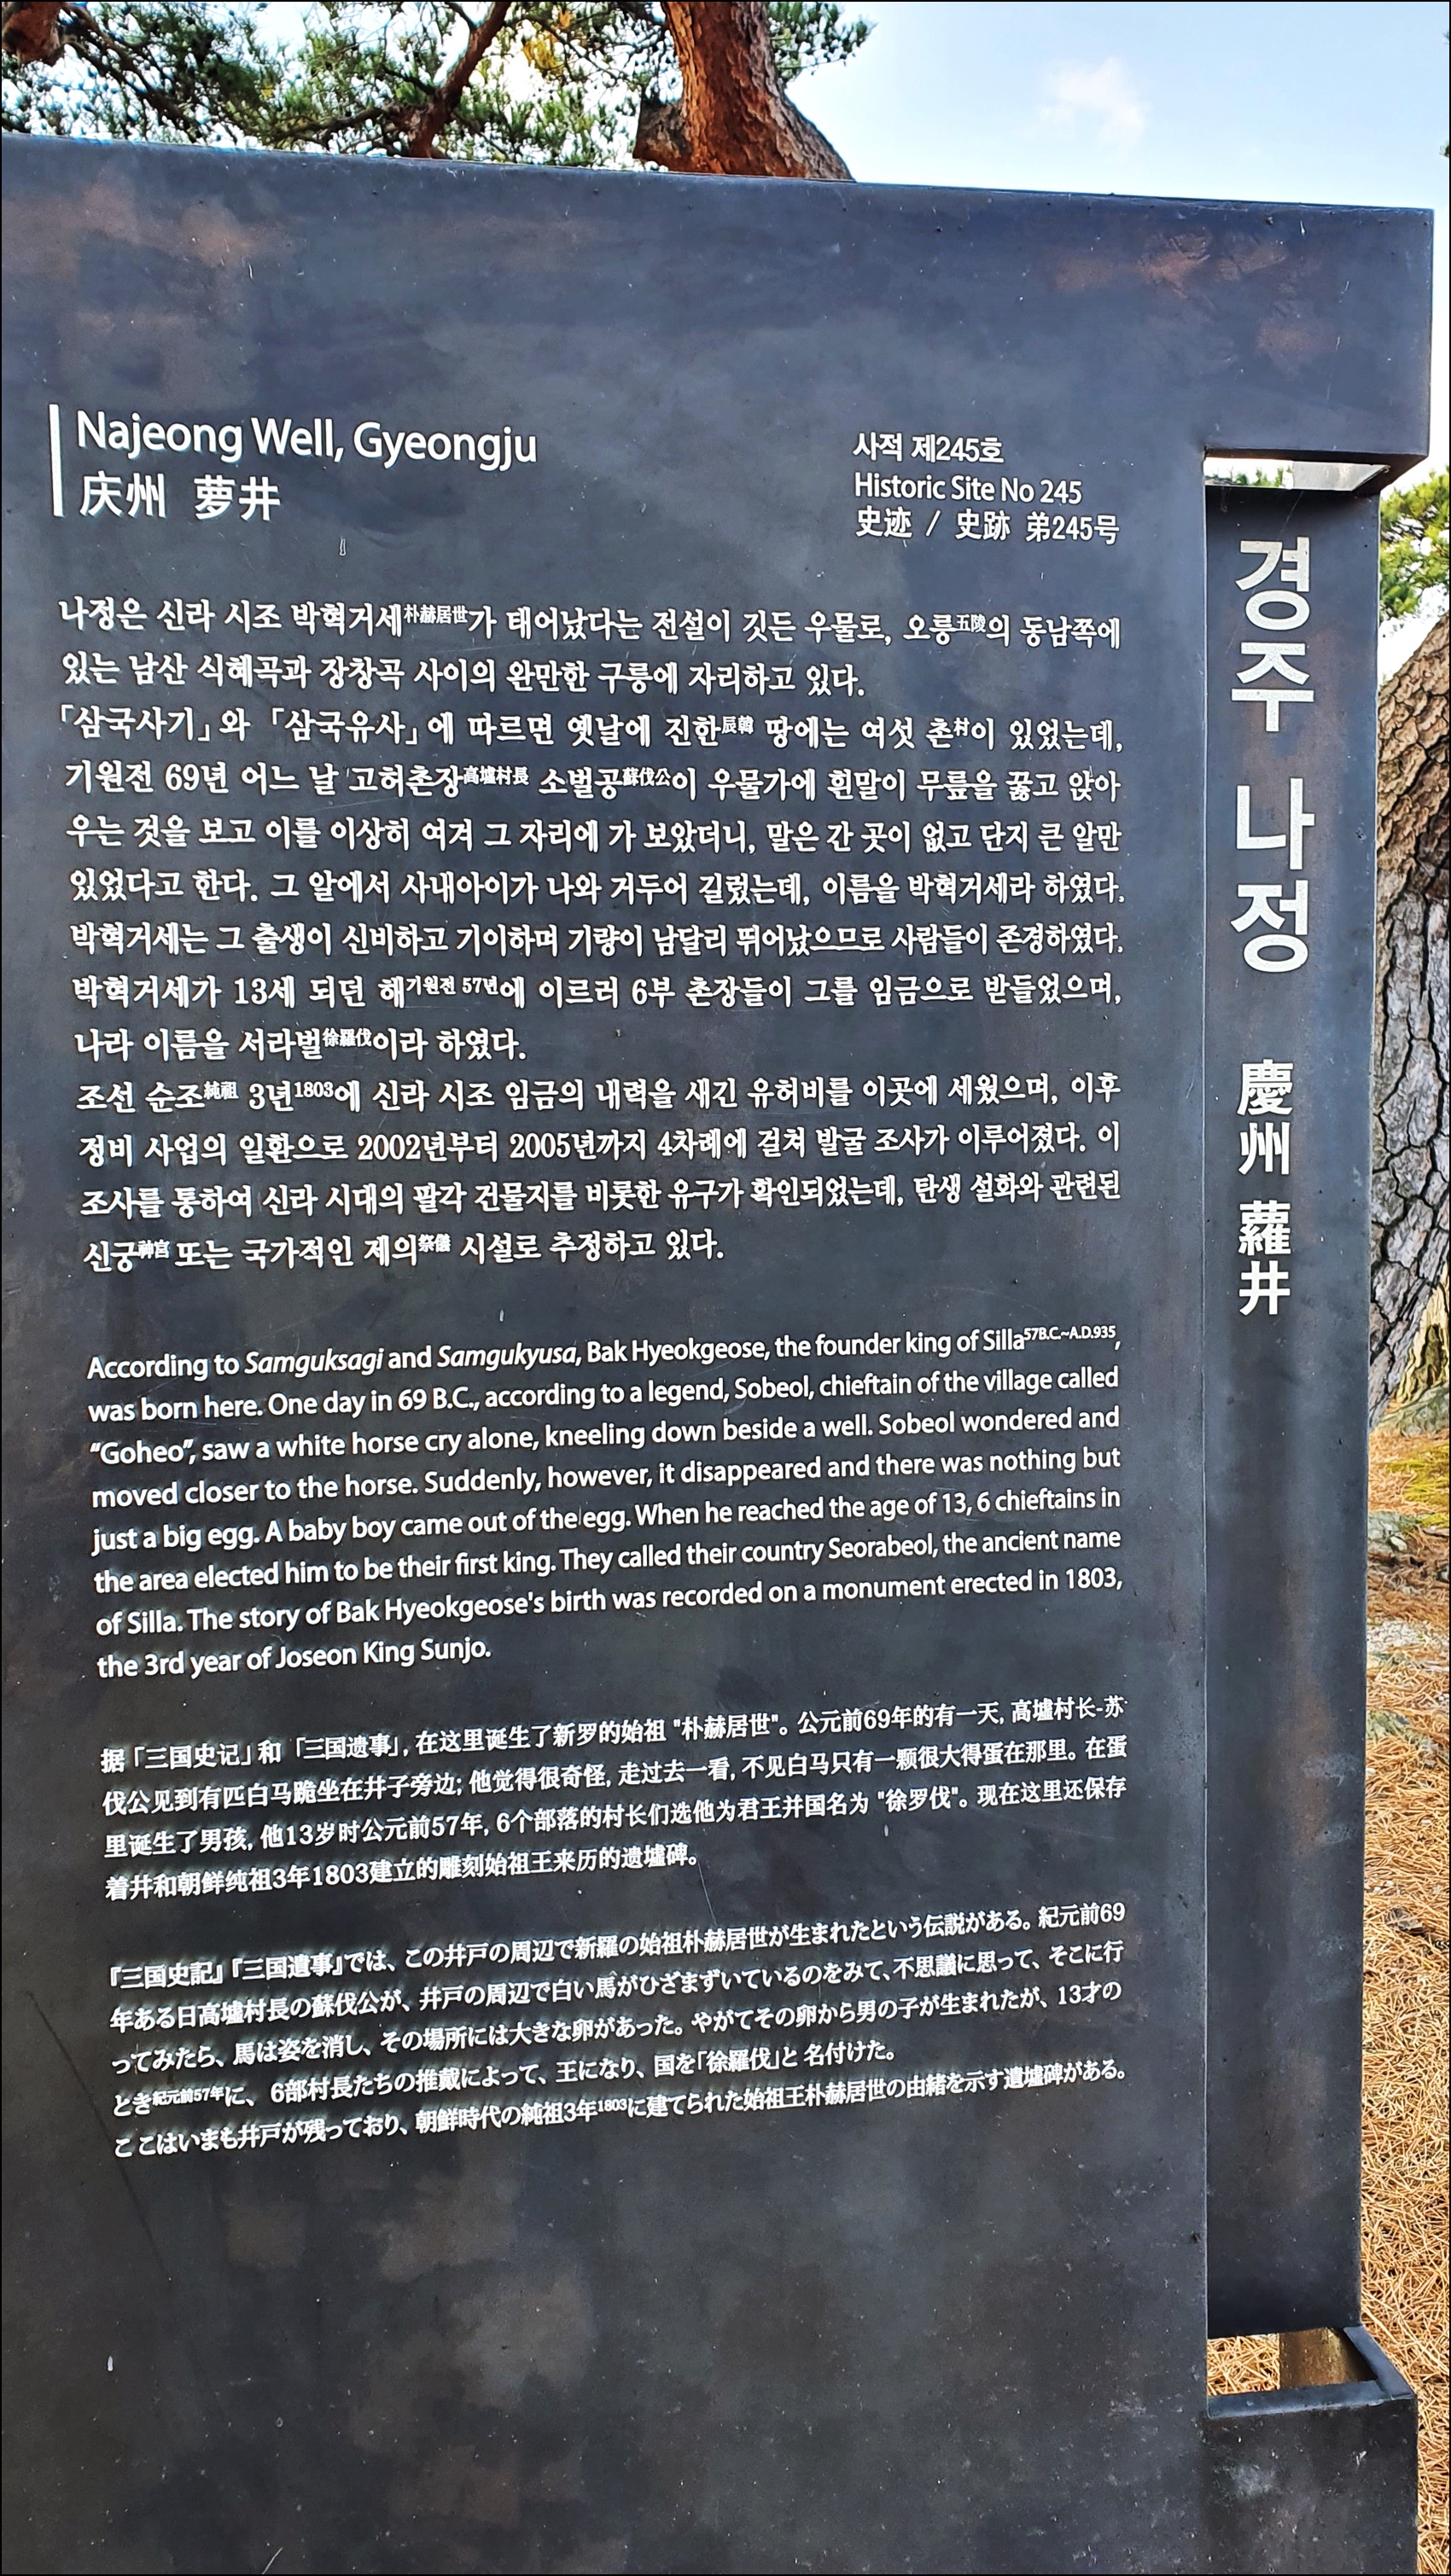 Najeong Well, Gyeongju
庆州 萝井
사적 제245호
Historic Site No 245
史迹 / 史跡 弟245号
경주 나정 慶州 蘿井
나정은 신라 시조 박혁거세朴赫居世가 태어났다는 전설이 깃든 우물로, 오릉五陵의 동남쪽에
있는 남산 식혜곡과 장창곡 사이의 완만한 구릉에 자리하고 있다.
「삼국사기」와 「삼국유사」에 따르면 옛날에 진한辰韓 땅에는 여섯 촌村이 있었는데,
기원전 69년 어느 날 고허촌장高墟村長 소벌공蘇伐公이 우물가에 흰말이 무릎을 꿇고 앉아
우는 것을 보고 이를 이상히 여겨 그 자리에 가 보았더니, 말은 간 곳이 없고 단지 큰 알만
있었다고 한다. 그 알에서 사내아이가 나와 거두어 길렀는데, 이름을 박혁거세라 하였다.
박혁거세는 그 출생이 신비하고 기이하며 기량이 남달리 뛰어났으므로 사람들이 존경하였다.
박혁거세가 13세 되던 해기원전 57년에 이르러 6부 촌장들이 그를 임금으로 받들었으며,
나라 이름을 서라벌徐羅伐이라 하였다.
조선 순조純祖 3년1803에 신라 시조 임금의 내력을 새긴 유허비를 이곳에 세웠으며, 이후
정비 사업의 일환으로 2002년부터 2005년까지 4차례에 걸쳐 발굴 조사가 이루어졌다. 이
조사를 통하여 신라 시대의 팔각 건물지를 비롯한 유구가 확인되었는데, 탄생 설화와 관련된
신궁神宮 또는 국가적인 제의祭儀 시설로 추정하고 있다.
According to Samguksagi and Samgukyusa, Bak Hyeokgeose, the founder king of Silla57B.C.~A.D.935,
was born here. One day in 69 B.C., according to a legend, Sobeol, chieftain of the village called
“Goheo”, saw a white horse cry alone, kneeling down beside a well. Sobeol wondered and
moved closer to the horse. Suddenly, however, it disappeared and there was nothing but
just a big egg. A baby boy came out of the egg. When he reached the age of 13, 6 chieftains in
the area elected him to be their first king. They called their country Seorabeol, the ancient name
of Silla. The story of Bak Hyeokgeose's birth was recorded on a monument erected in 1803,
the 3rd year of Joseon King Sunjo.
据「三国史记」和「三国遗事」, 在这里诞生了新罗的始祖 "朴赫居世"。公元前69年的有一天, 高墟村长-苏
伐公见到有匹白马跪坐在井子旁边; 他觉得很奇怪, 走过去一看, 不见白马只有一颗很大得蛋在那里。在蛋
里诞生了男孩, 他13岁时公元前57年, 6个部落的村长们选他为君王并国名为 "徐罗伐"。现在这里还保存
着井和朝鲜纯祖3年1803建立的雕刻始祖王来历的遗墟碑。
『三国史記』『三国遺事』では、この井戸の周辺で新羅の始祖朴赫居世が生まれたという伝説がある。紀元前69
年ある日高墟村長の蘇伐公が、井戸の周辺で白い馬がひざまずいているのをみて、不思議に思って、そこに行
ってみたら、馬は姿を消し、その場所には大きな卵があった。やがてその卵から男の子が生まれたが、13才の
とき紀元前57年に、6部村長たちの推戴によって、王になり、国を「徐羅伐」と 名付けた。
ここはいまも井戸が残っており、朝鮮時代の純祖3年1803に建てられた始祖王朴赫居世の由緒を示す遺墟碑がある。